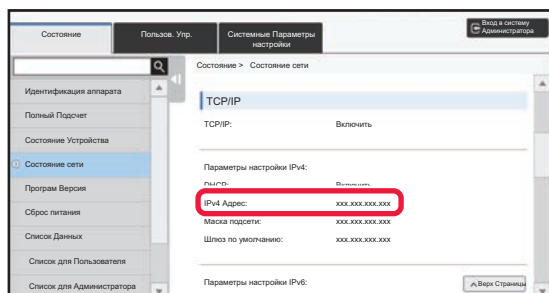 Состояние
Пользов. Упр.
Системные Параметры
настройки
Вход в систему
Администратора
Состояние > Состояние сети
Идентификация аппарата
Полный Подсчет
Состояние Устройства
Состояние сети
Програм Версия
Сброс питания
Список Данных
Список для Пользователя
Список для Администратора
TCP/IP
TCP/IP: Включить
Параметры настройки IPv4:
DHCP: Включить
IPv4 Адрес: xxx.xxx.xxx.xxx
Маска подсети: xxx.xxx.xxx.xxx
Шлюз по умолчанию: xxx.xxx.xxx.xxx
Параметры настройки IPv6:
Верх Страницы